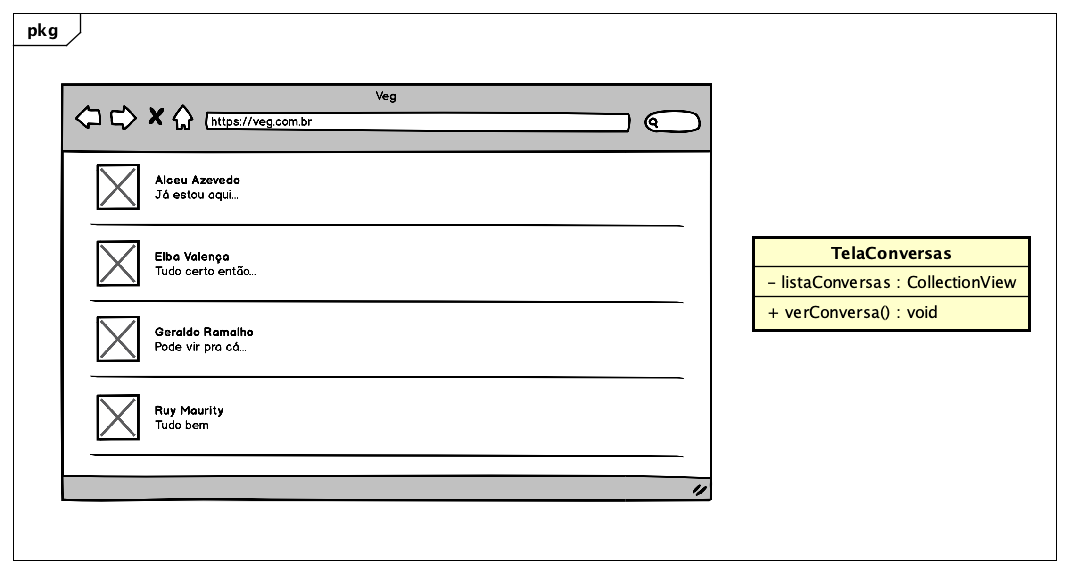 pkg
Veg
https://veg.com.br
Alceu Azevedo
Já estou aqui...
Elba Valença
Tudo certo então...
Geraldo Ramalho
Pode vir pra cá...
Ruy Maurity
Tudo bem
TelaConversas
- listaConversas : CollectionView
+ verConversa() : void